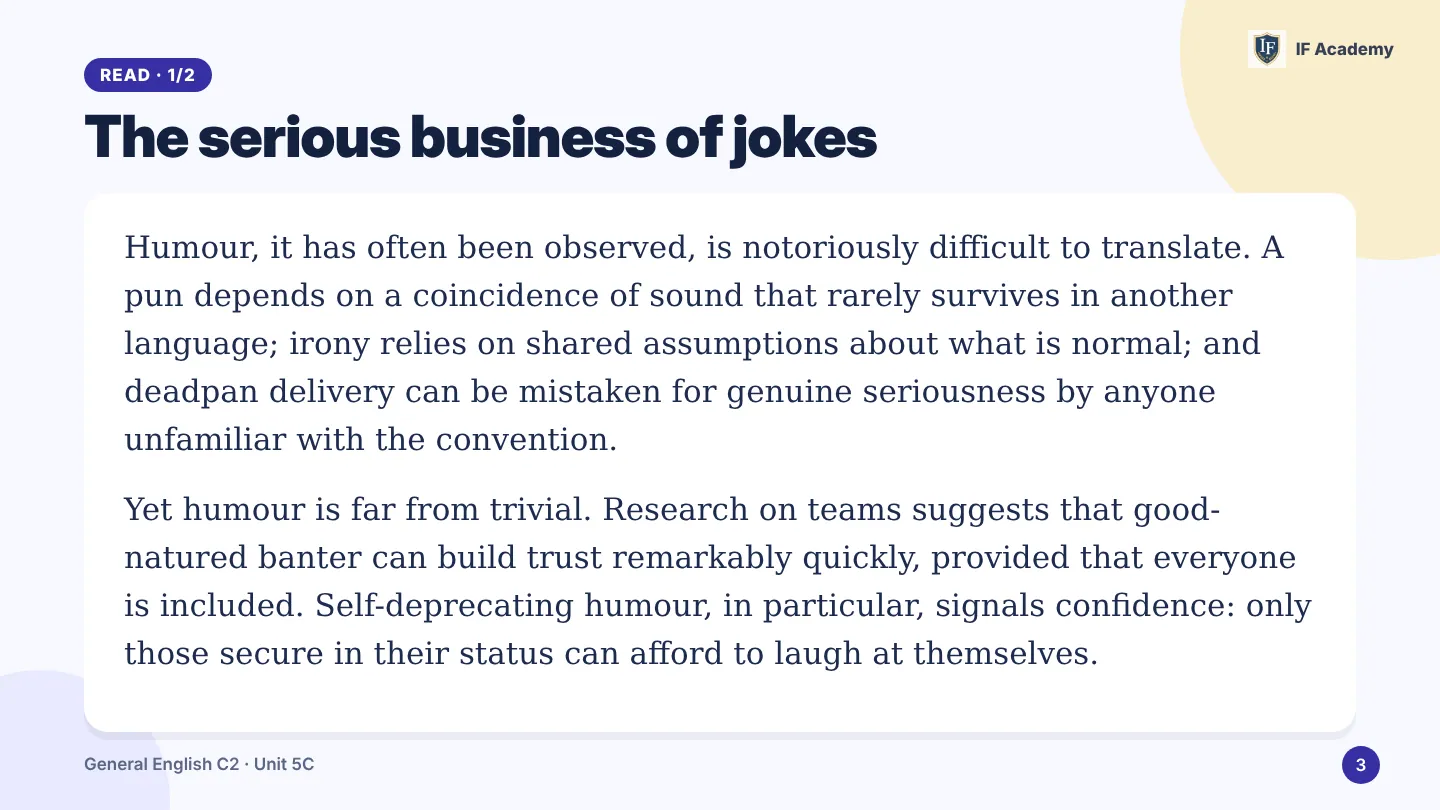 IF Academy
READ · 1/2
The serious business of jokes
Humour, it has often been observed, is notoriously difficult to translate. A
pun depends on a coincidence of sound that rarely survives in another
language; irony relies on shared assumptions about what is normal; and
deadpan delivery can be mistaken for genuine seriousness by anyone
unfamiliar with the convention.
Yet humour is far from trivial. Research on teams suggests that good-
natured banter can build trust remarkably quickly, provided that everyone
is included. Self-deprecating humour, in particular, signals confidence: only
those secure in their status can afford to laugh at themselves.
General English C2 · Unit 5C
3